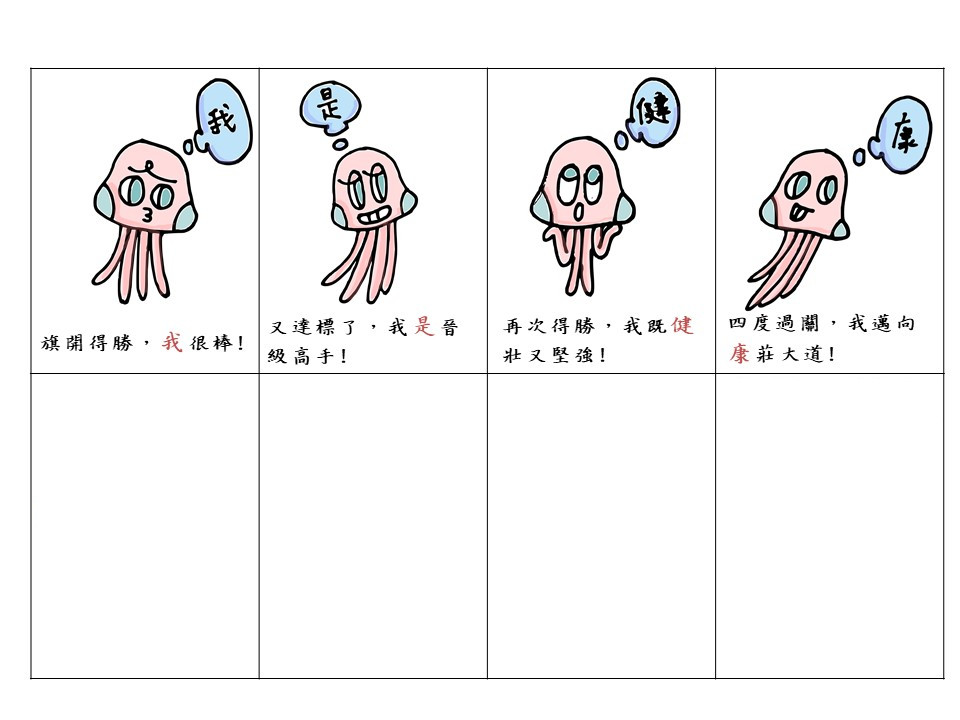 我
旗開得勝，我很棒!
是
又達標了，我是晉
級高手!
健
再次得勝，我既健
壯又堅強!
康
四度過關，我邁向
康莊大道!